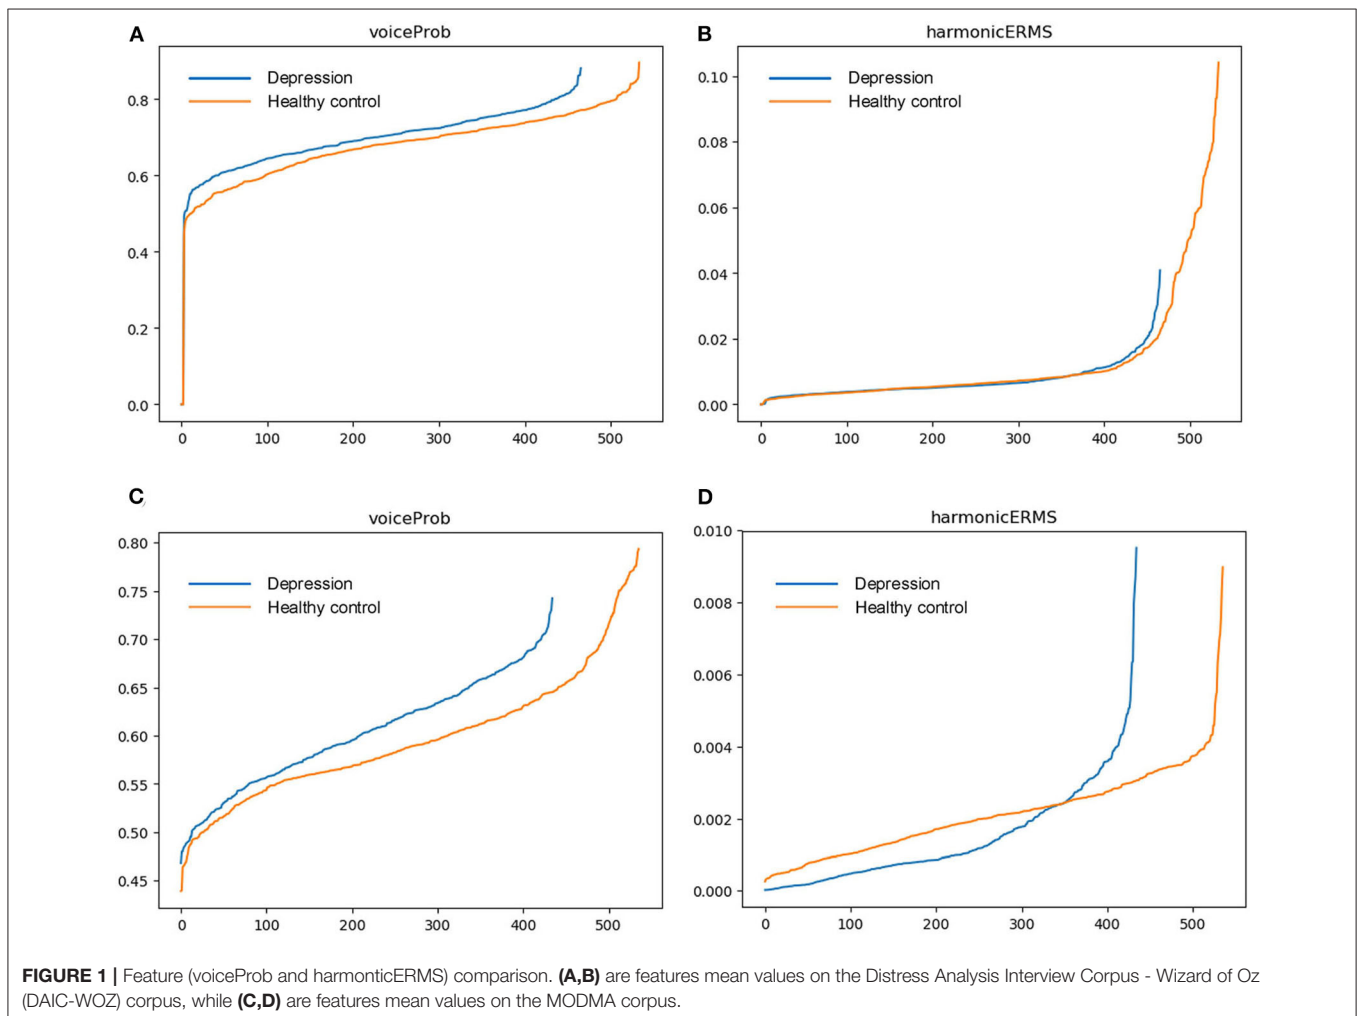 A
voiceProb
Depression
Healthy control
0.8
0.6
0.4
0.2
0.0
0 100 200 300 400 500
B
harmonicERMS
Depression
Healthy control
0.10
0.08
0.06
0.04
0.02
0.00
0 100 200 300 400 500
C
voiceProb
Depression
Healthy control
0.80
0.75
0.70
0.65
0.60
0.55
0.50
0.45
0 100 200 300 400 500
D
harmonicERMS
Depression
Healthy control
0.010
0.008
0.006
0.004
0.002
0.000
0 100 200 300 400 500
FIGURE 1 | Feature (voiceProb and harmonticERMS) comparison. (A,B) are features mean values on the Distress Analysis Interview Corpus - Wizard of Oz
(DAIC-WOZ) corpus, while (C,D) are features mean values on the MODMA corpus.